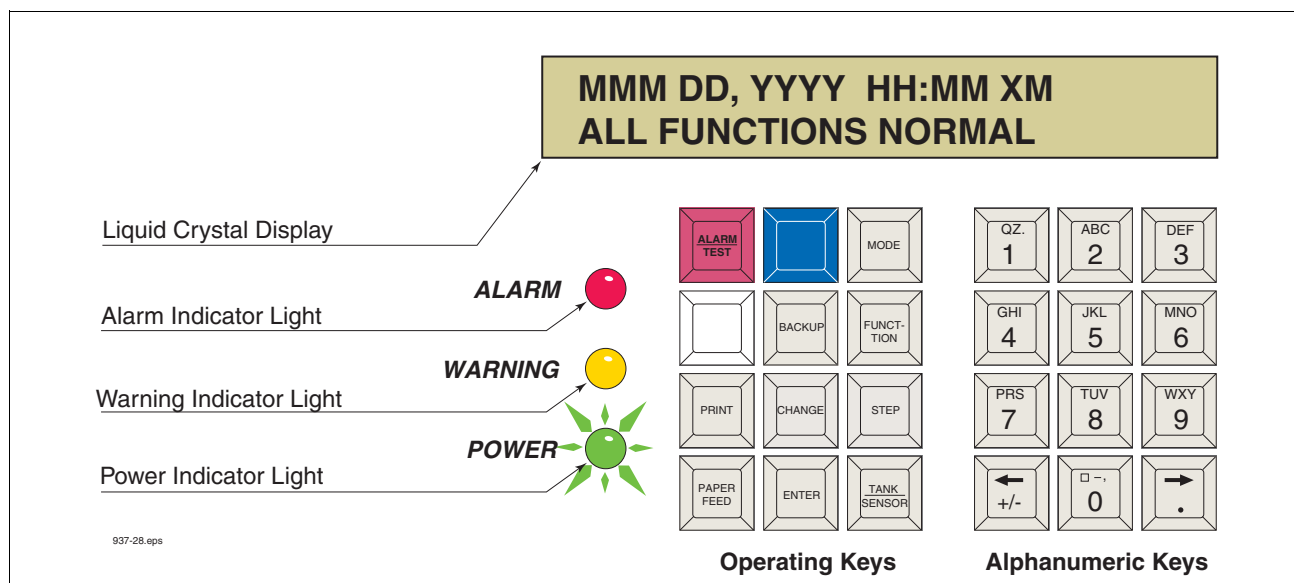 MMM DD, YYYY  HH:MM XM
ALL FUNCTIONS NORMAL
Liquid Crystal Display
ALARM
Alarm Indicator Light
WARNING
Warning Indicator Light
POWER
Power Indicator Light
937-28.eps
ALARM
TEST
MODE
BACKUP
FUNCT-
TION
PRINT
CHANGE
STEP
PAPER
FEED
ENTER
TANK
SENSOR
Operating Keys
QZ.
1
ABC
2
DEF
3
GHI
4
JKL
5
MNO
6
PRS
7
TUV
8
WXY
9
←
+/-
□ –,
0
→
.
Alphanumeric Keys